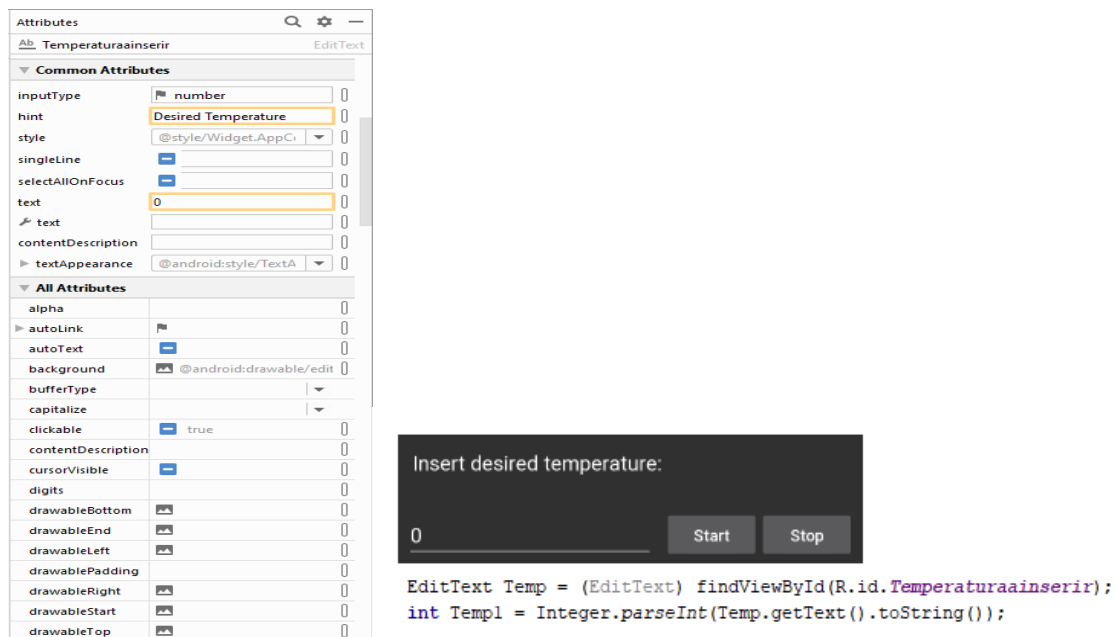 Attributes
Ab Temperaturaainserir EditText
Common Attributes
inputType number
hint Desired Temperature
style @style/Widget.AppC
singleLine
selectAllOnFocus
text 0
text
contentDescription
textAppearance @android:style/TextA
All Attributes
alpha
autoLink
autoText
background @android:drawable/edit
bufferType
capitalize
clickable true
contentDescription
cursorVisible
digits
drawableBottom
drawableEnd
drawableLeft
drawablePadding
drawableRight
drawableStart
drawableTop
Insert desired temperature:
0 Start Stop
EditText Temp = (EditText) findViewById(R.id.Temperaturaainserir);
int Temp1 = Integer.parseInt(Temp.getText().toString());